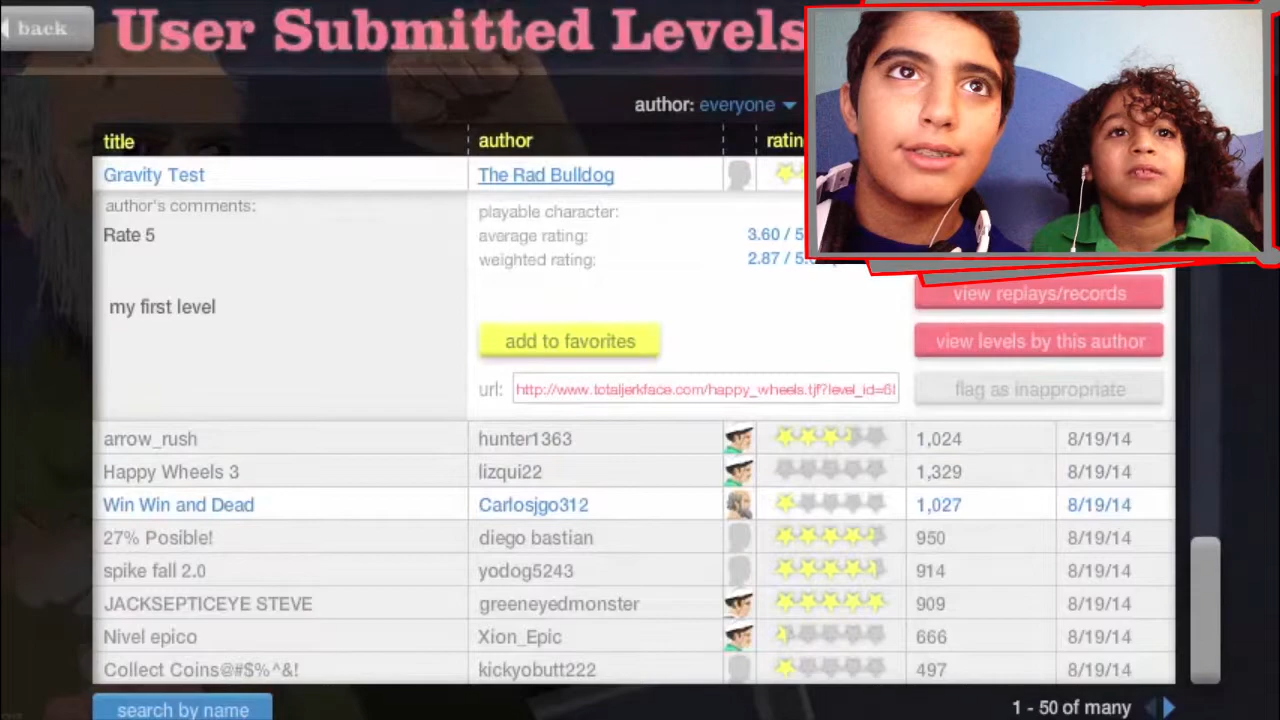 back
User Submitted Levels
author: everyone
title author
Gravity Test The Rad Bulldog
author's comments:
Rate 5
my first level
playable character:
average rating: 3.60 / 5
weighted rating: 2.87 / 5.
view replays/records
add to favorites
view levels by this author
url: http://www.totaljerkface.com/happy_wheels.tjf?level_id=6
flag as inappropriate
arrow_rush hunter1363 1,024 8/19/14
Happy Wheels 3 lizqui22 1,329 8/19/14
Win Win and Dead Carlosjgo312 1,027 8/19/14
27% Posible! diego bastian 950 8/19/14
spike fall 2.0 yodog5243 914 8/19/14
JACKSEPTICEYE STEVE greeneyedmonster 909 8/19/14
Nivel epico Xion_Epic 666 8/19/14
Collect Coins@#$%^&! kickyobutt222 497 8/19/14
search by name
1 - 50 of many